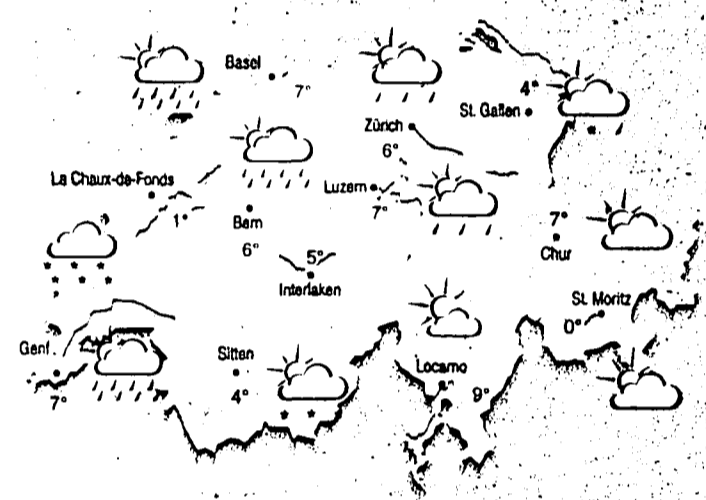 Basel
7°
4°
St. Gallen
Zürich
6°
La Chaux-de-Fonds
1°
Luzern
7°
Bern
6°
7°
Chur
5°
Interlaken
St. Moritz
0°
Genf
7°
Sitten
4°
Locarno
9°